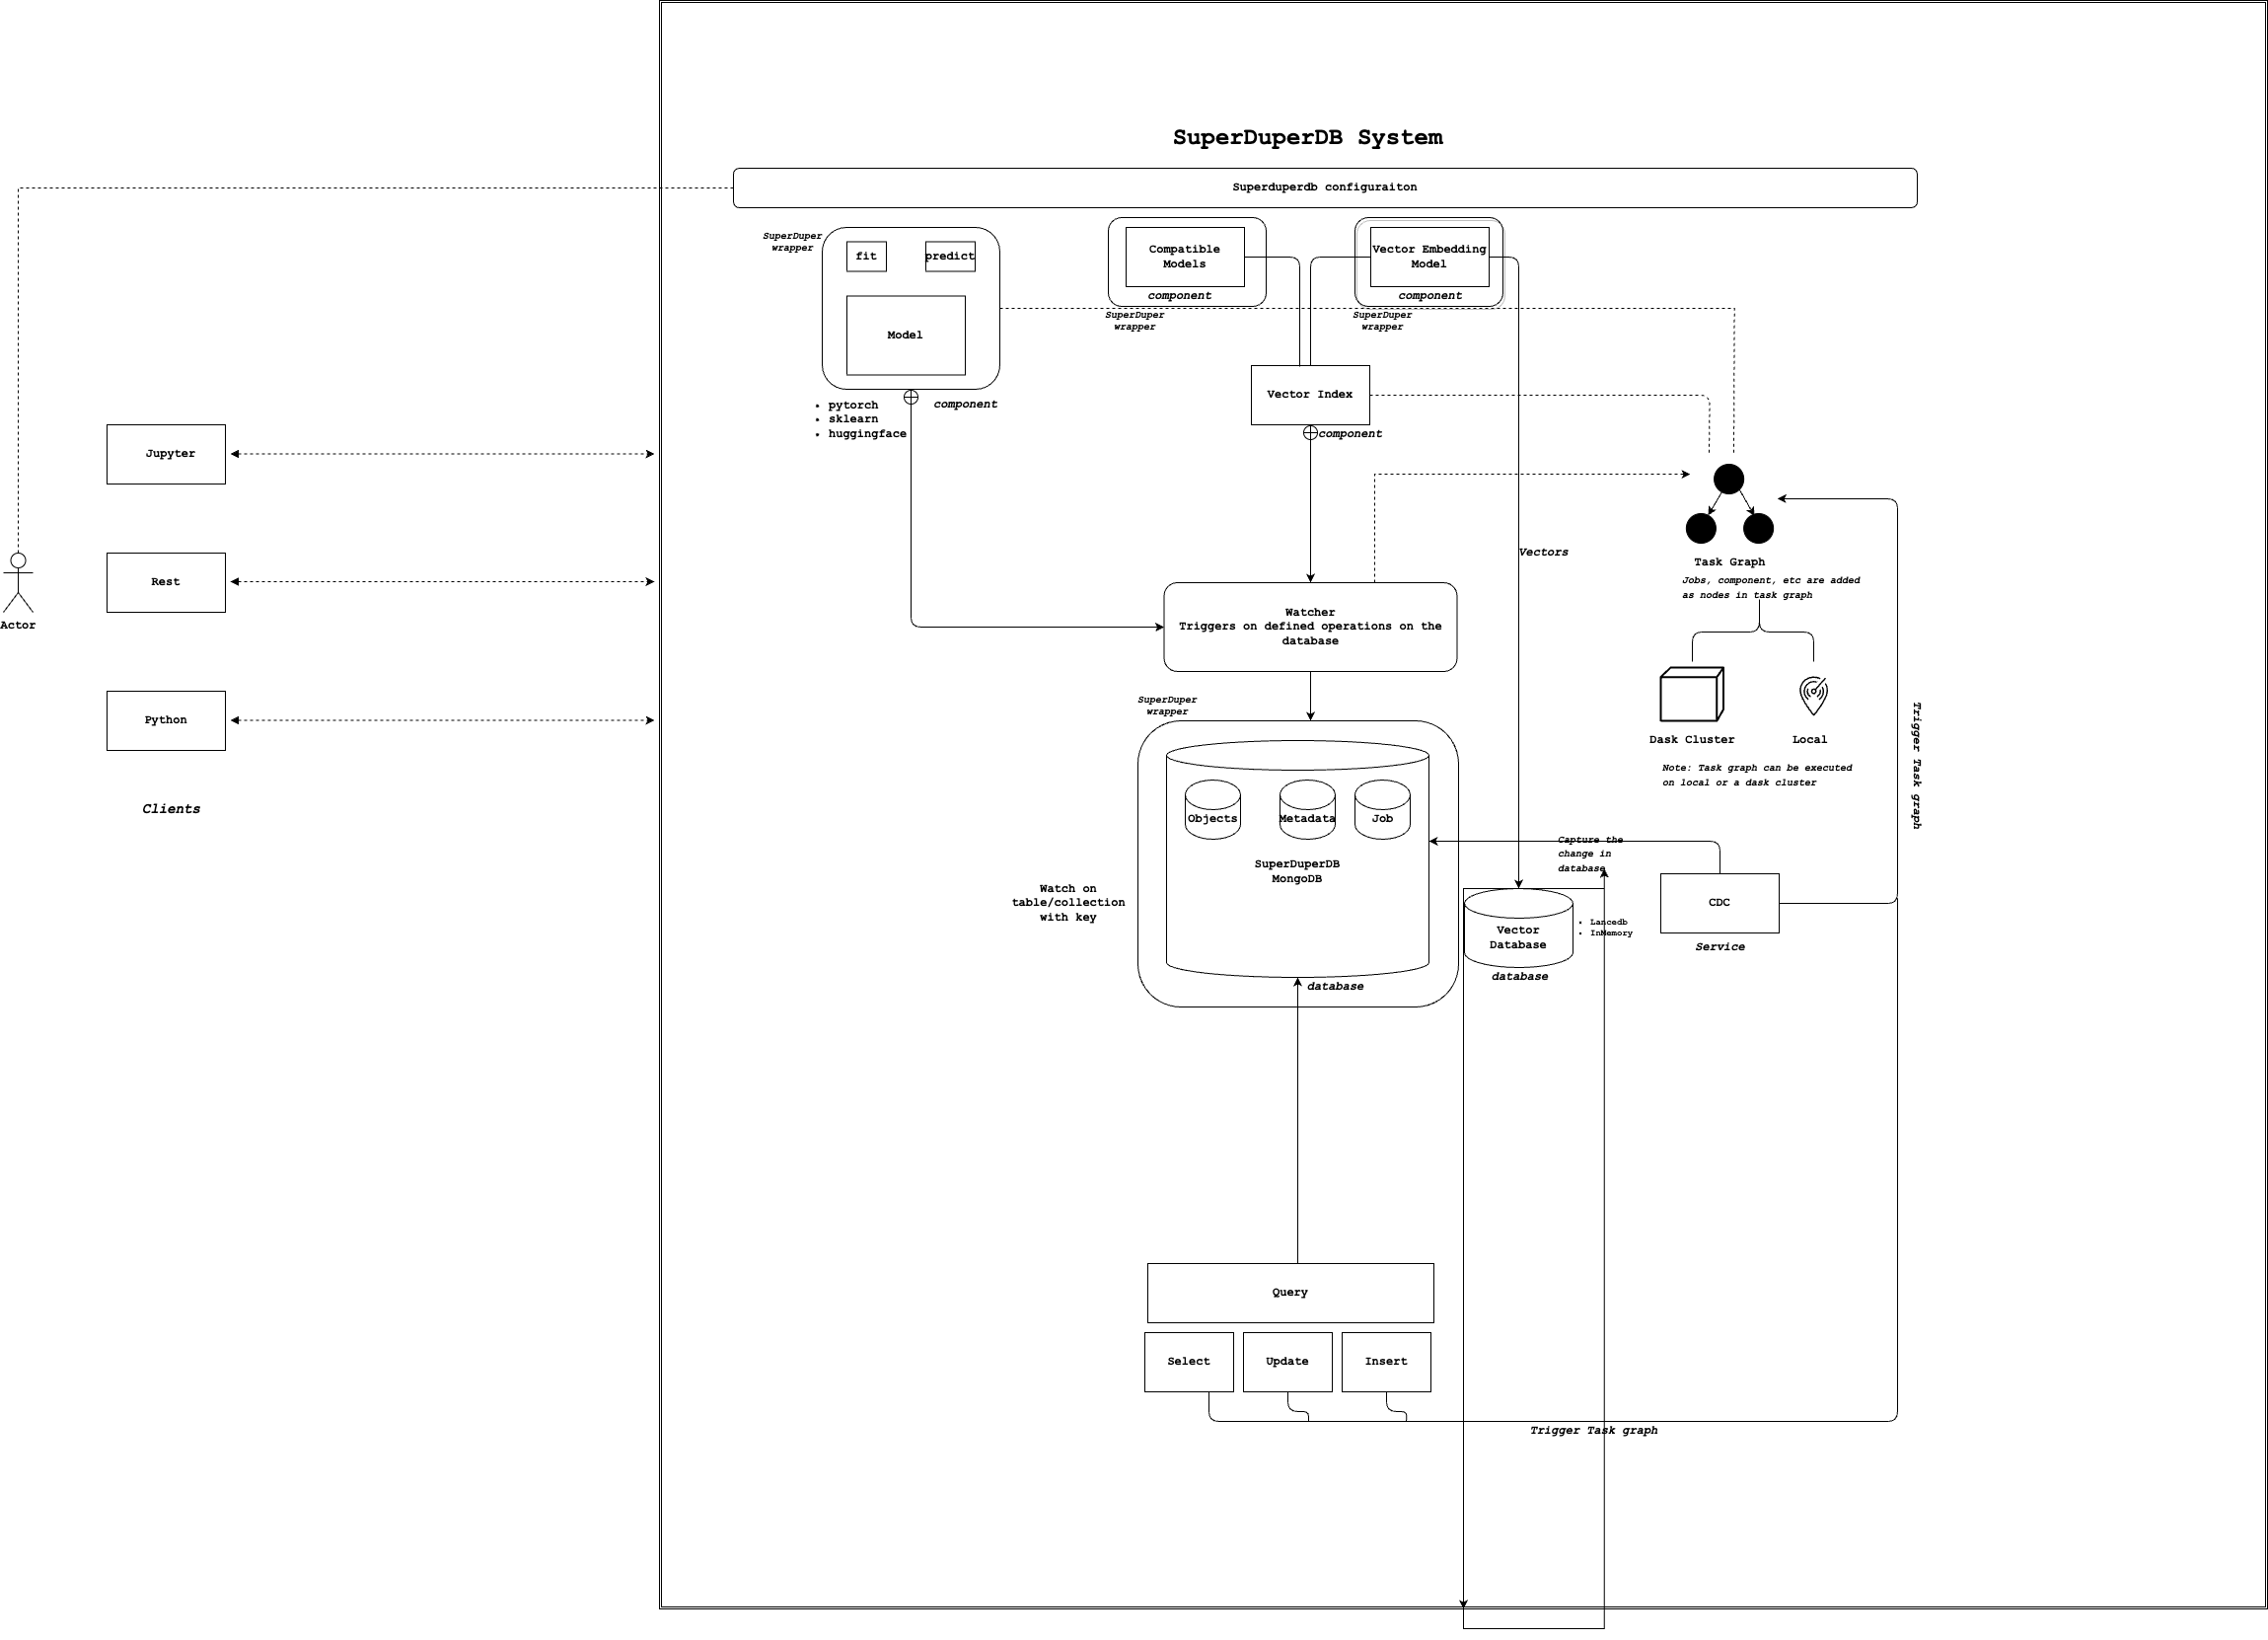 SuperDuperDB System
Superduperdb configuraiton
SuperDuper
wrapper
fit
predict
Model
• pytorch
• sklearn
• huggingface
component
Compatible
Models
component
SuperDuper
wrapper
Vector Embedding
Model
component
SuperDuper
wrapper
Vector Index
component
Jupyter
Rest
Python
Clients
Actor
Vectors
Task Graph
Jobs, component, etc are added
as nodes in task graph
Dask Cluster
Local
Note: Task graph can be executed
on local or a dask cluster
Trigger Task graph
Watcher
Triggers on defined operations on the
database
SuperDuper
wrapper
Objects
Metadata
Job
SuperDuperDB
MongoDB
database
Watch on
table/collection
with key
Capture the
change in
database
Vector
Database
• Lancedb
• InMemory
database
CDC
Service
Query
Select
Update
Insert
Trigger Task graph